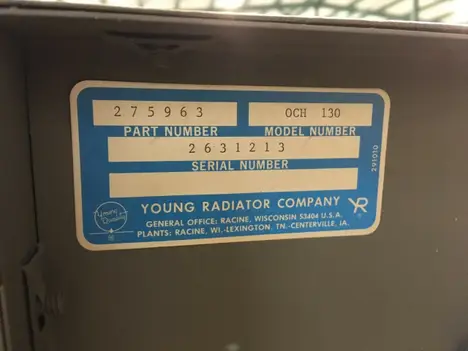 275963 OCH 130
PART NUMBER MODEL NUMBER
2631213
SERIAL NUMBER
YOUNG RADIATOR COMPANY YR
GENERAL OFFICE: RACINE, WISCONSIN 53404 U.S.A.
PLANTS: RACINE, WI.-LEXINGTON, TN.-CENTERVILLE, IA.
291010